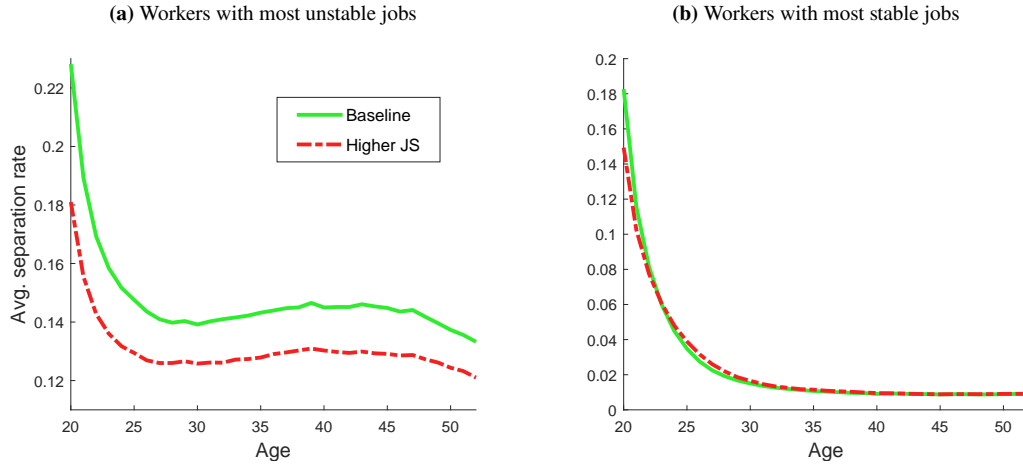 (a) Workers with most unstable jobs
(b) Workers with most stable jobs
Avg. separation rate
0.22
0.2
0.18
0.16
0.14
0.12
20 25 30 35 40 45 50
Age
Baseline
Higher JS
0.2
0.18
0.16
0.14
0.12
0.1
0.08
0.06
0.04
0.02
0
20 25 30 35 40 45 50
Age